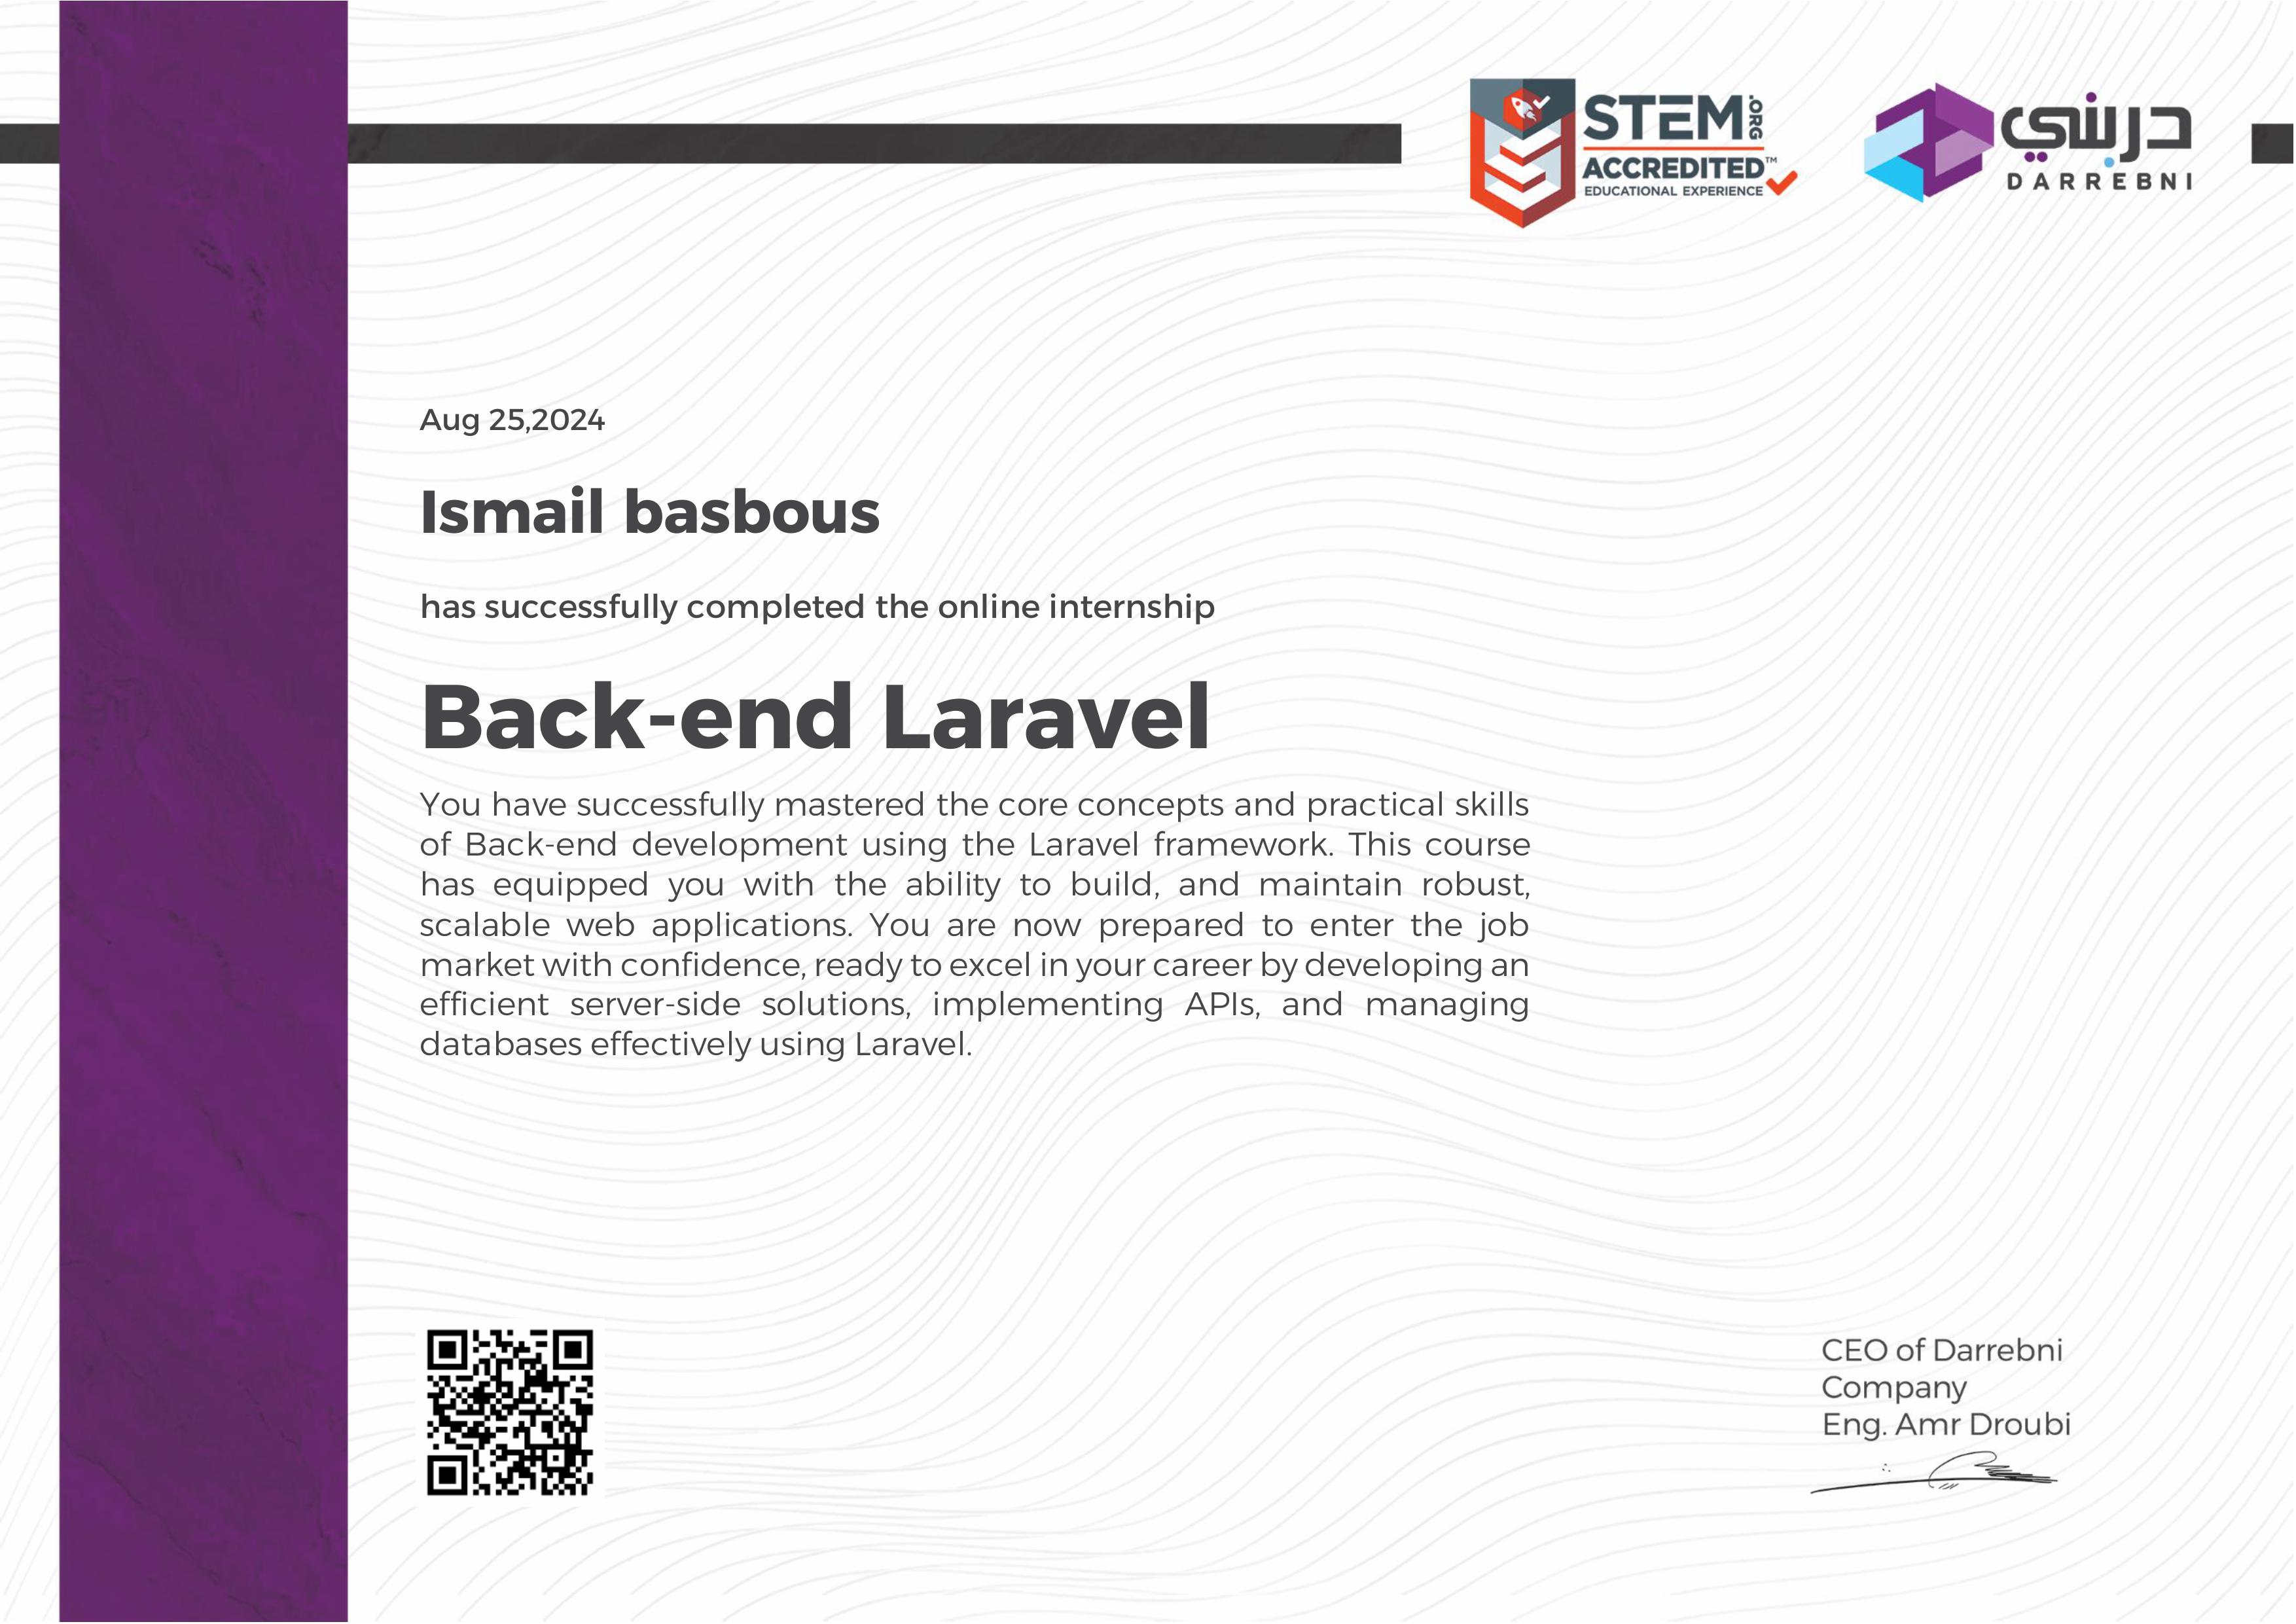 STEM.ORG
ACCREDITED™
EDUCATIONAL EXPERIENCE
دربني
DARREBNI
Aug 25,2024
Ismail basbous
has successfully completed the online internship
Back-end Laravel
You have successfully mastered the core concepts and practical skills
of Back-end development using the Laravel framework. This course
has equipped you with the ability to build, and maintain robust,
scalable web applications. You are now prepared to enter the job
market with confidence, ready to excel in your career by developing an
efficient server-side solutions, implementing APIs, and managing
databases effectively using Laravel.
CEO of Darrebni
Company
Eng. Amr Droubi